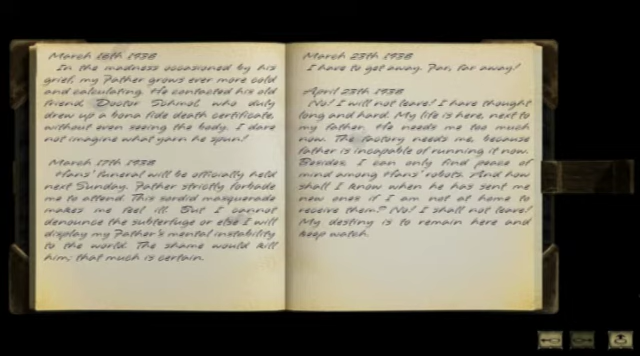 March 16th 1938
In the madness occasioned by his
grief, my Father grows ever more cold
and calculating. He contacted his old
friend Doctor Schmol, who duly
drew up a bona fide death certificate,
without even seeing the body. I dare
not imagine what yarn he spun!
March 17th 1938
Hans' funeral will be officially held
next Sunday. Father strictly forbade
me to attend. This sordid masquerade
makes me feel ill. But I cannot
denounce the subterfuge or else I will
display my Father's mental instability
to the world. The shame would kill
him; that much is certain.
March 23th 1938
I have to get away. Far, far away!
April 23th 1938
No! I will not leave! I have thought
long and hard. My life is here, next to
my father. He needs me too much
now. The factory needs me, because
father is incapable of running it now.
Besides, I can only find peace of
mind among Hans' robots. And how
shall I know when he has sent me
new ones if I am not at home to
receive them? No! I shall not leave!
My destiny is to remain here and
keep watch.